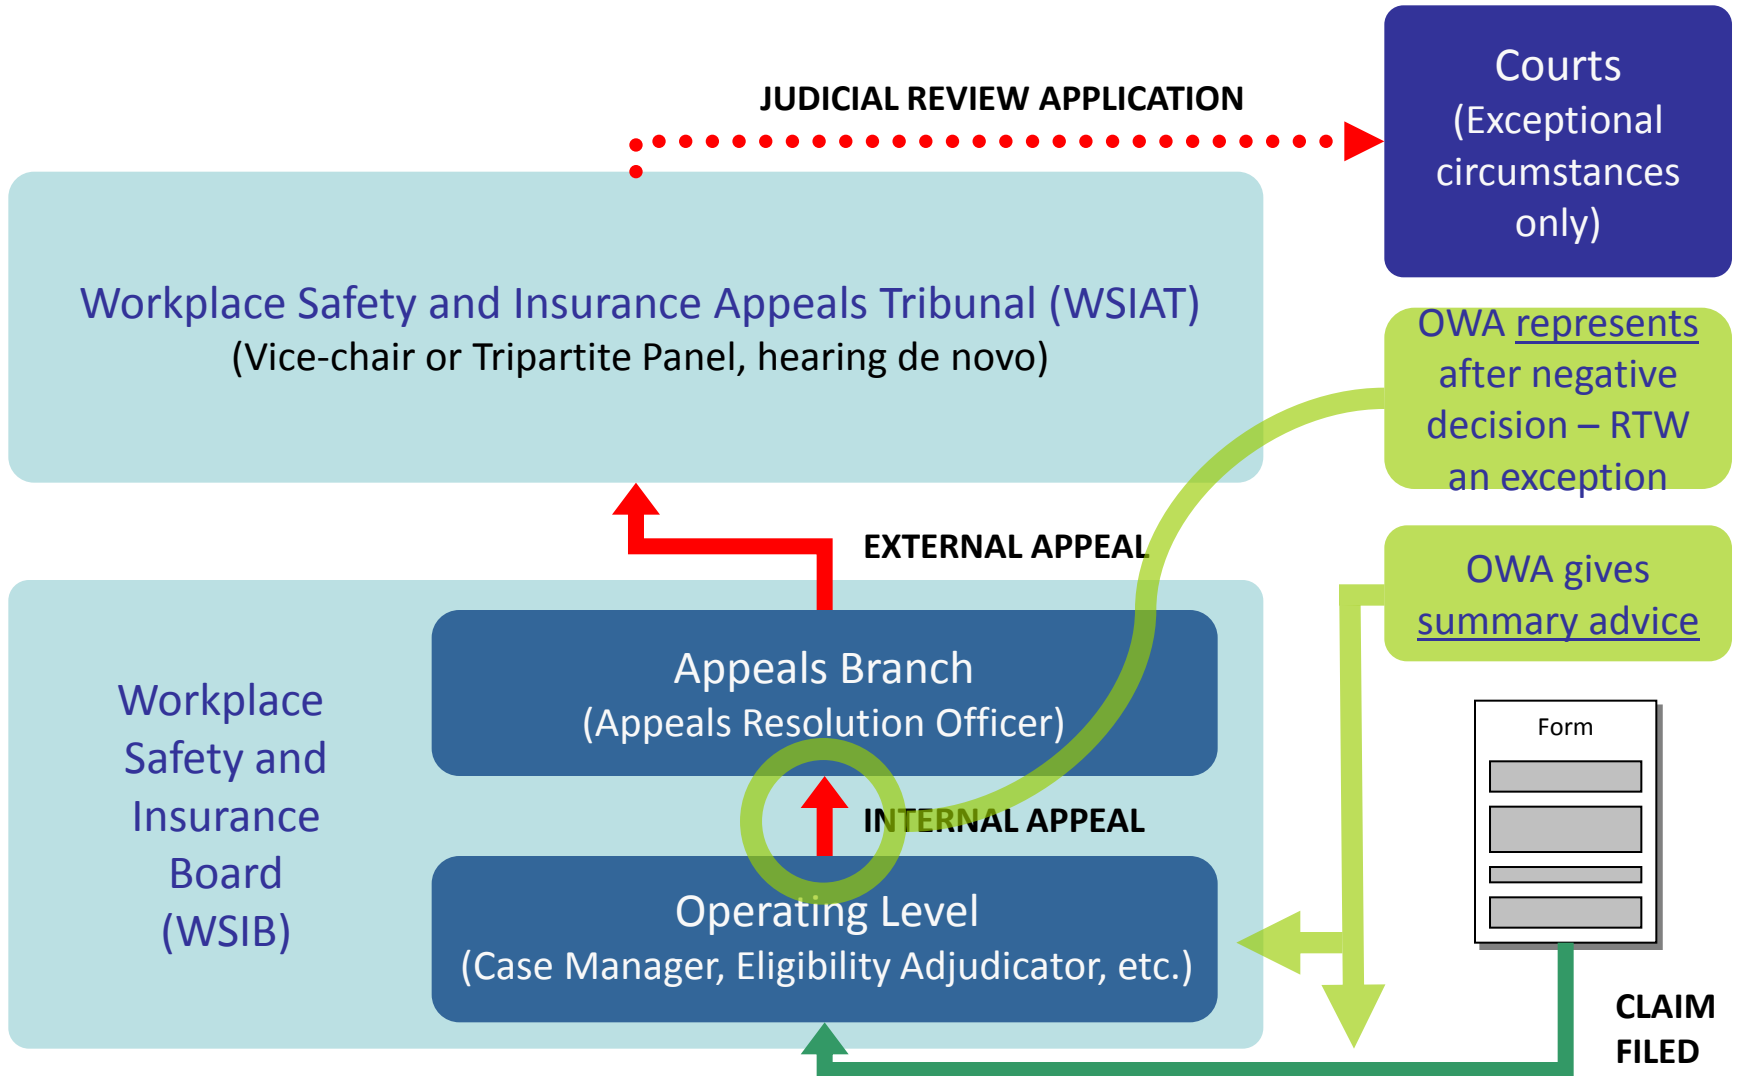 JUDICIAL REVIEW APPLICATION
Courts
(Exceptional
circumstances
only)
Workplace Safety and Insurance Appeals Tribunal (WSIAT)
(Vice-chair or Tripartite Panel, hearing de novo)
OWA represents
after negative
decision – RTW
an exception
EXTERNAL APPEAL
OWA gives
summary advice
Workplace
Safety and
Insurance
Board
(WSIB)
Appeals Branch
(Appeals Resolution Officer)
INTERNAL APPEAL
Operating Level
(Case Manager, Eligibility Adjudicator, etc.)
Form
CLAIM
FILED